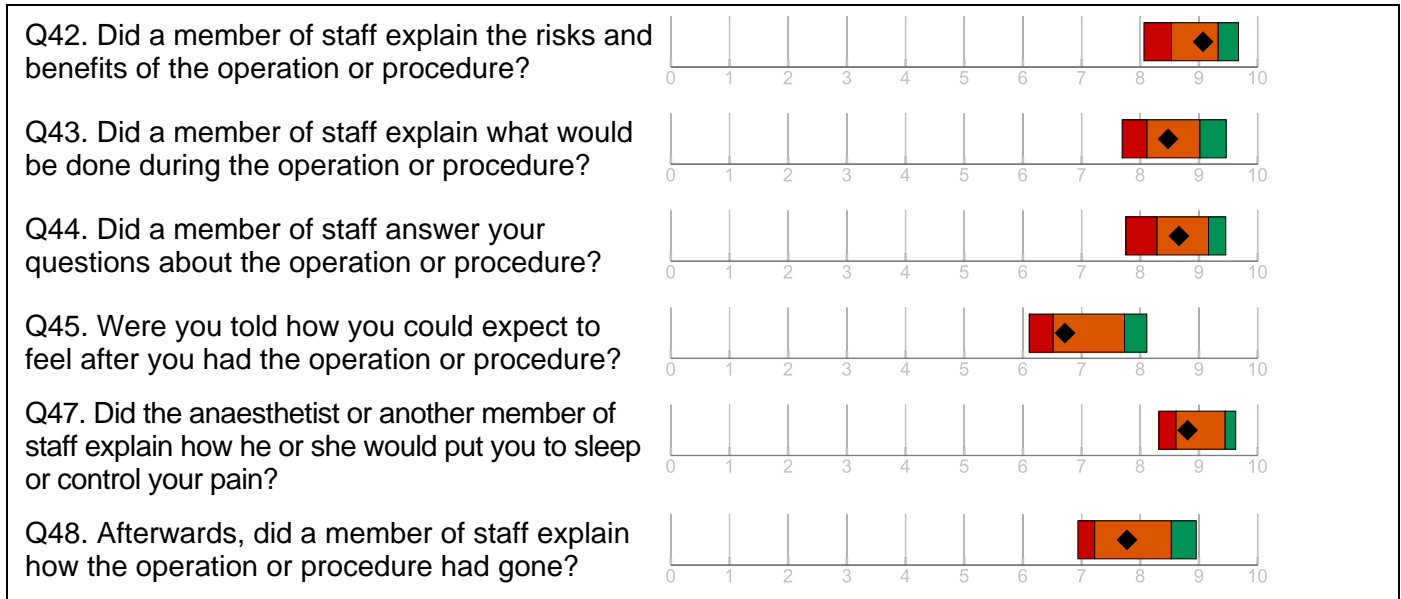 Q42. Did a member of staff explain the risks and
benefits of the operation or procedure?
0 1 2 3 4 5 6 7 8 9 10
Q43. Did a member of staff explain what would
be done during the operation or procedure?
0 1 2 3 4 5 6 7 8 9 10
Q44. Did a member of staff answer your
questions about the operation or procedure?
0 1 2 3 4 5 6 7 8 9 10
Q45. Were you told how you could expect to
feel after you had the operation or procedure?
0 1 2 3 4 5 6 7 8 9 10
Q47. Did the anaesthetist or another member of
staff explain how he or she would put you to sleep
or control your pain?
0 1 2 3 4 5 6 7 8 9 10
Q48. Afterwards, did a member of staff explain
how the operation or procedure had gone?
0 1 2 3 4 5 6 7 8 9 10